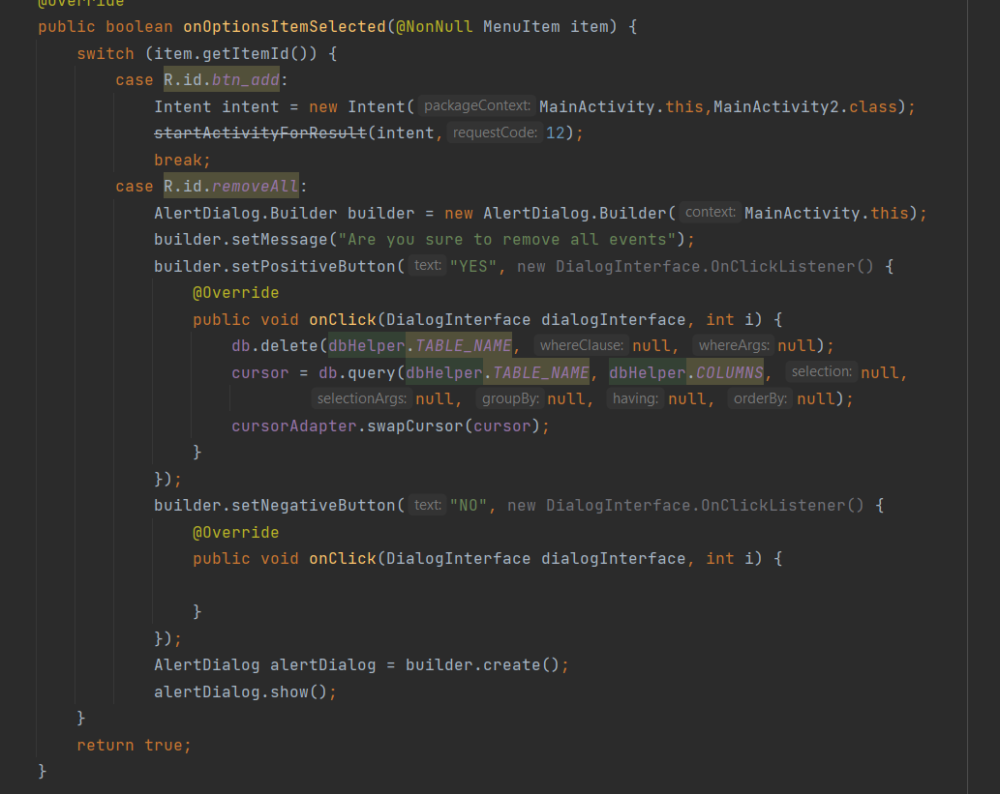 @Override
public boolean onOptionsItemSelected(@NonNull MenuItem item) {
switch (item.getItemId()) {
case R.id.btn_add:
Intent intent = new Intent( packageContext: MainActivity.this,MainActivity2.class);
startActivityForResult(intent, requestCode: 12);
break;
case R.id.removeAll:
AlertDialog.Builder builder = new AlertDialog.Builder( context: MainActivity.this);
builder.setMessage("Are you sure to remove all events");
builder.setPositiveButton( text: "YES", new DialogInterface.OnClickListener() {
@Override
public void onClick(DialogInterface dialogInterface, int i) {
db.delete(dbHelper.TABLE_NAME, whereClause: null, whereArgs: null);
cursor = db.query(dbHelper.TABLE_NAME, dbHelper.COLUMNS, selection: null,
selectionArgs: null, groupBy: null, having: null, orderBy: null);
cursorAdapter.swapCursor(cursor);
}
});
builder.setNegativeButton( text: "NO", new DialogInterface.OnClickListener() {
@Override
public void onClick(DialogInterface dialogInterface, int i) {
}
});
AlertDialog alertDialog = builder.create();
alertDialog.show();
}
return true;
}